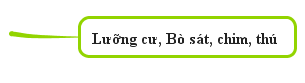 Lưỡng cư, Bò sát, chim, thú